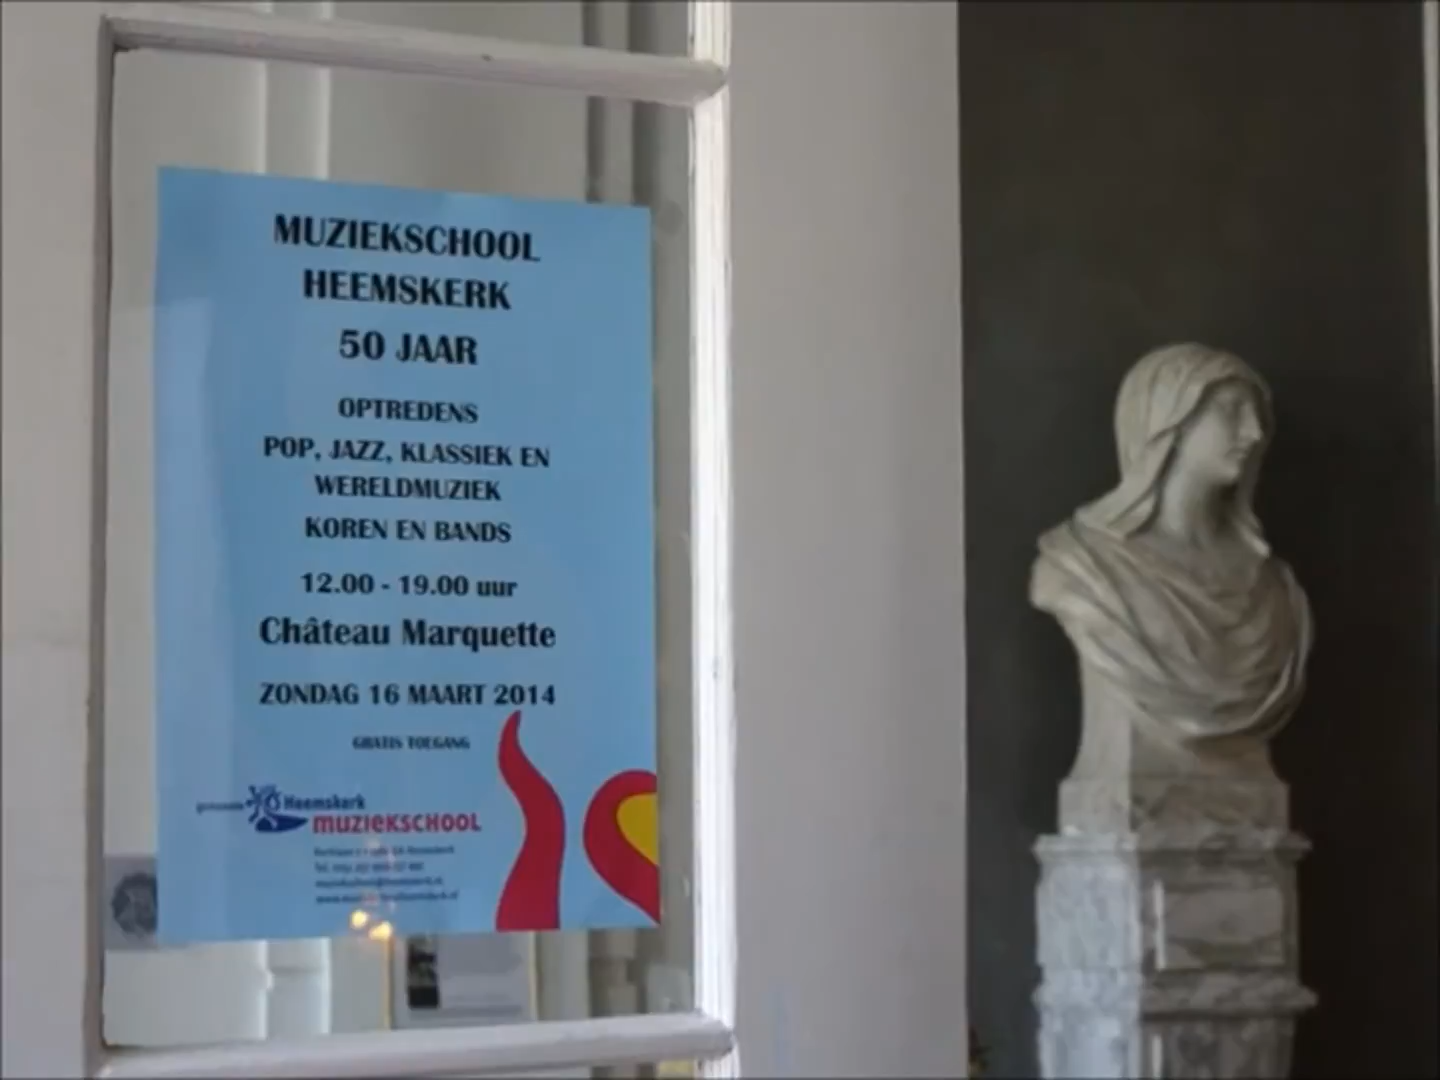 MUZIEKSCHOOL
HEEMSKERK
50 JAAR
OPTREDENS
POP, JAZZ, KLASSIEK EN
WERELDMUZIEK
KOREN EN BANDS
12.00 - 19.00 uur
Château Marquette
ZONDAG 16 MAART 2014
GRATIS TOEGANG
gemeente Heemskerk
MUZIEKSCHOOL